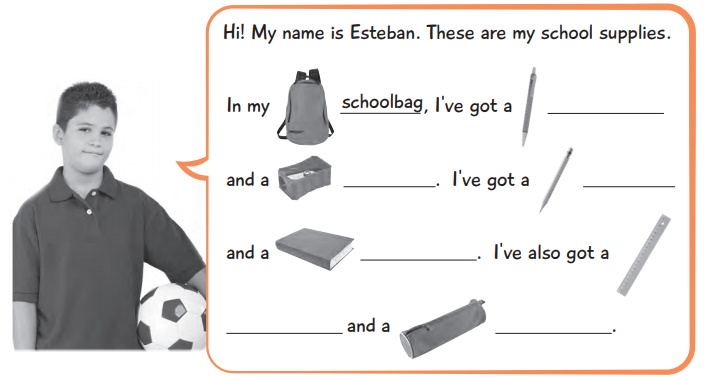 Hi! My name is Esteban. These are my school supplies.
In my schoolbag, I've got a
and a . I've got a
and a . I've also got a
and a .